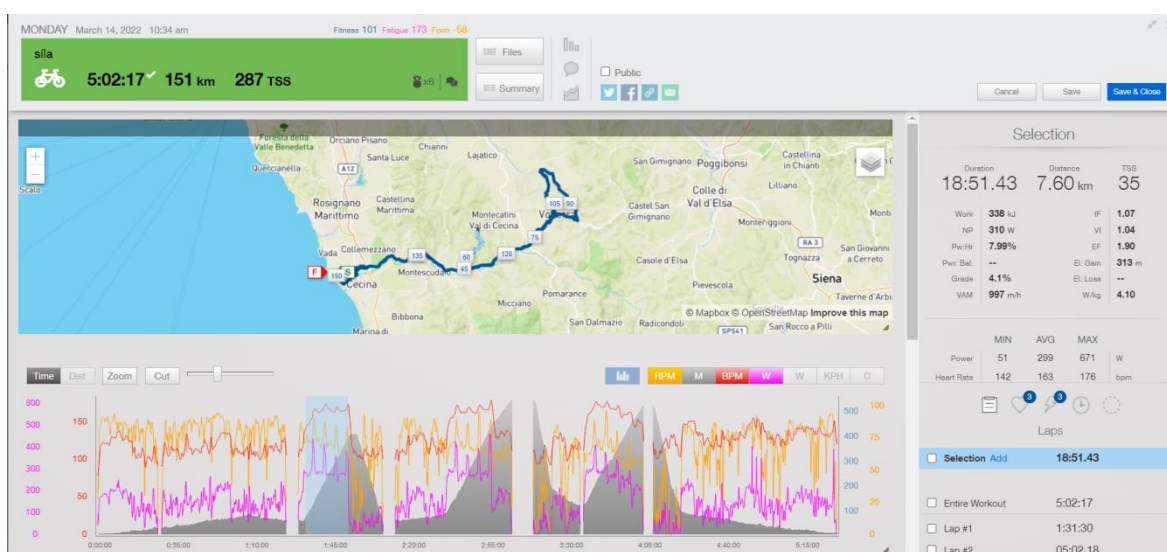 MONDAY March 14, 2022 10:34 am Fitness 101 Fatigue 173 Form -58
síla
5:02:17 151 km 287 TSS x6
Files
Summary
Public
Cancel Save Save & Close
+
−
Foresta della
Valle Benedetta
Orciano Pisano
Chianni
Santa Luce
Lajatico
Quercianella
A12
Scalo
Rosignano
Marittimo
Castellina
Marittima
Montecatini
Val di Cecina
San Gimignano
Poggibonsi
Castellina
in Chianti
Colle di
Val d'Elsa
Lilliano
Castel San
Gimignano
Monteriggioni
Monti
105 90
75
120
60
45
135
150
F
S
Vada
Collemezzano
Montescudaio
Cecina
Casole d'Elsa
RA 3
Tognazza
San Giovanni
a Cerreto
Siena
Pievescola
Taverne d'Arbi
Pomarance
Micciano
Bibbona
San Dalmazio
Radicondoli
SP541
San Rocco a Pilli
Marina di
© Mapbox © OpenStreetMap Improve this map
Time Dist Zoom Cut
RPM M BPM W W KPH C
800
500
400
300
200
100
0
150
100
50
0
500
400
300
200
100
100
75
50
25
0
0:00:00 0:35:00 1:10:00 1:45:00 2:20:00 2:55:00 3:30:00 4:05:00 4:40:00 5:15:00
Selection
Duration Distance TSS
18:51.43 7.60 km 35
Work 338 kJ IF 1.07
NP 310 W VI 1.04
Pw:Hr 7.99% EF 1.90
Pwr. Bal. -- El. Gain 313 m
Grade 4.1% El. Loss --
VAM 997 m/h W/kg 4.10
MIN AVG MAX
Power 51 299 671 W
Heart Rate 142 163 176 bpm
3 3
Laps
Selection Add 18:51.43
Entire Workout 5:02:17
Lap #1 1:31:30
Lap #2 05:02.18